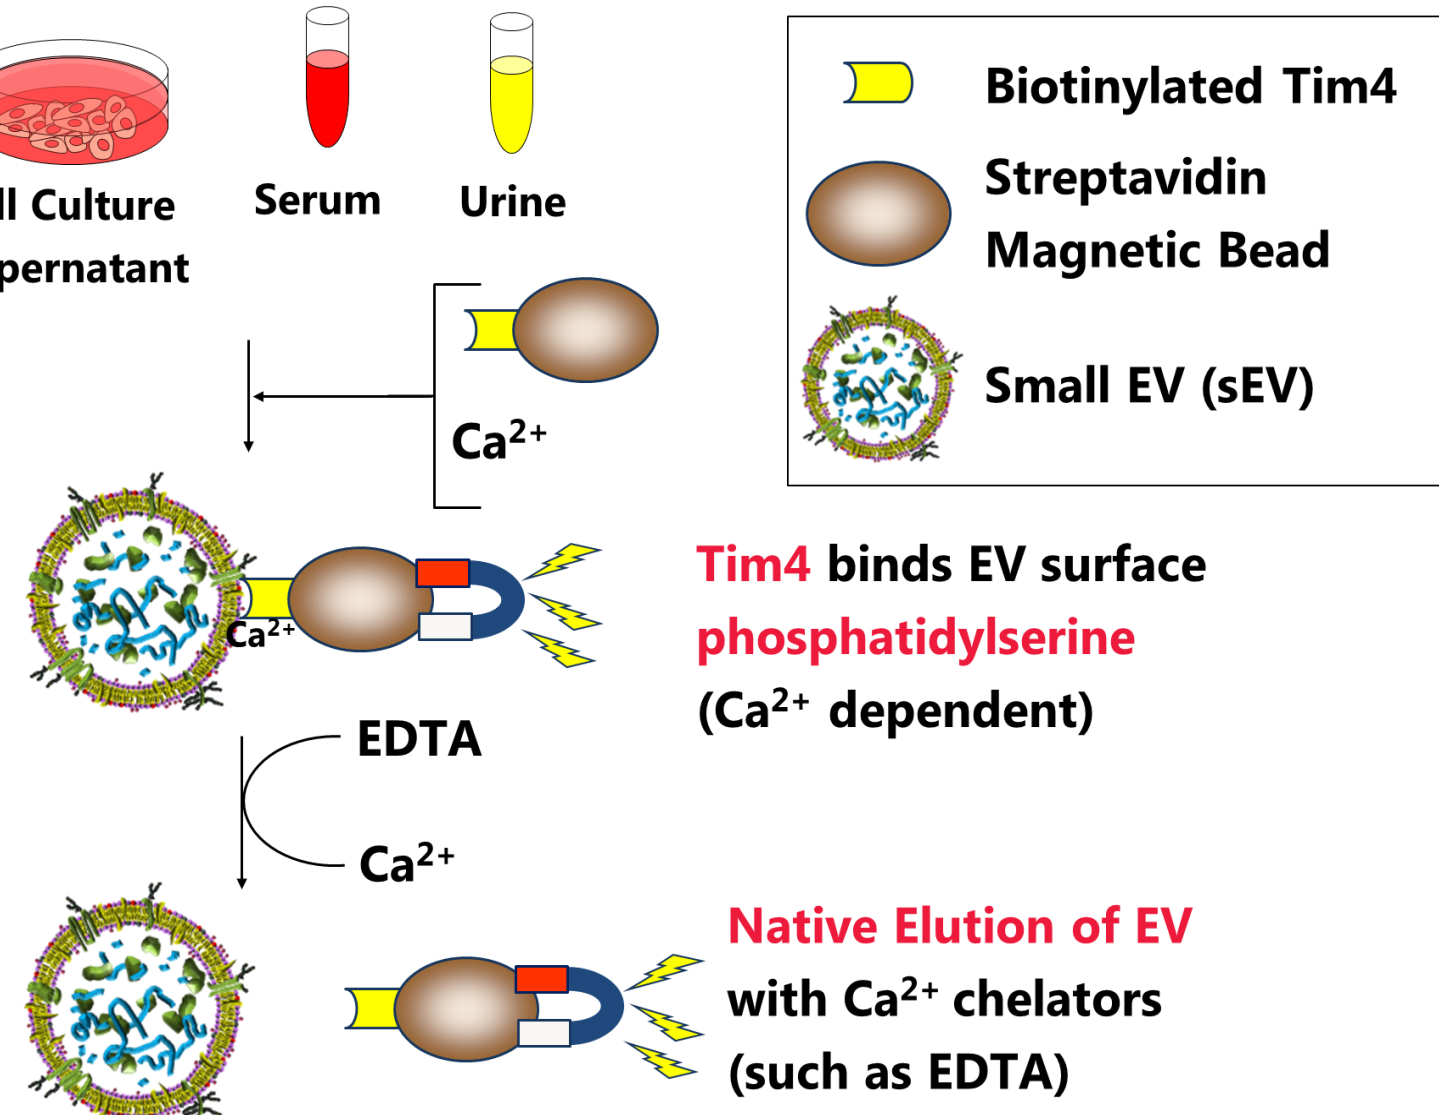 ll Culture
pernatant
Serum
Urine
Biotinylated Tim4
Streptavidin
Magnetic Bead
Small EV (sEV)
Ca²⁺
Ca²⁺
Tim4 binds EV surface
phosphatidylserine
(Ca²⁺ dependent)
EDTA
Ca²⁺
Native Elution of EV
with Ca²⁺ chelators
(such as EDTA)